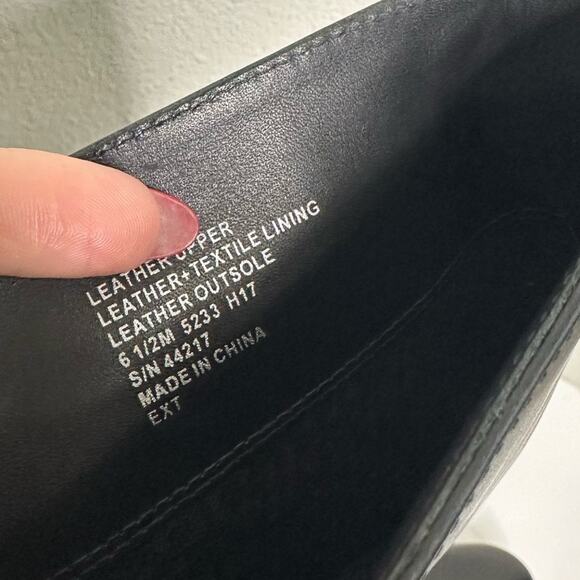 LEATHER UPPER
LEATHER+TEXTILE LINING
LEATHER OUTSOLE
6 1/2M 5233 H17
S/N 44217
MADE IN CHINA
EXT